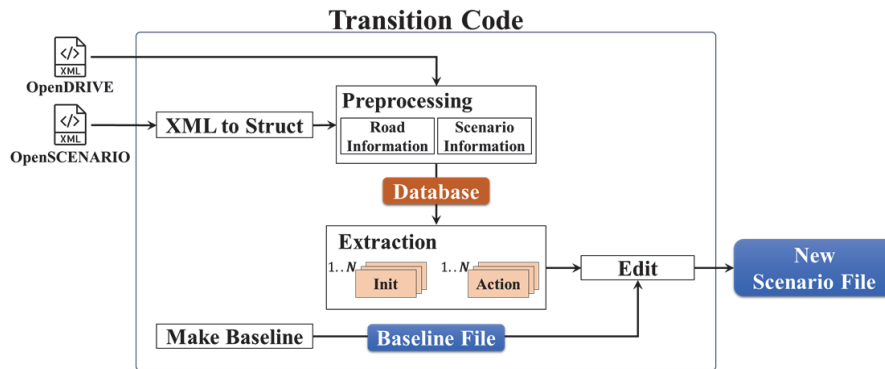 Transition Code
</>
XML
OpenDRIVE
</>
XML
OpenSCENARIO
XML to Struct
Preprocessing
Road
Information
Scenario
Information
Database
Extraction
1..N
Init
1..N
Action
Edit
New
Scenario File
Make Baseline
Baseline File